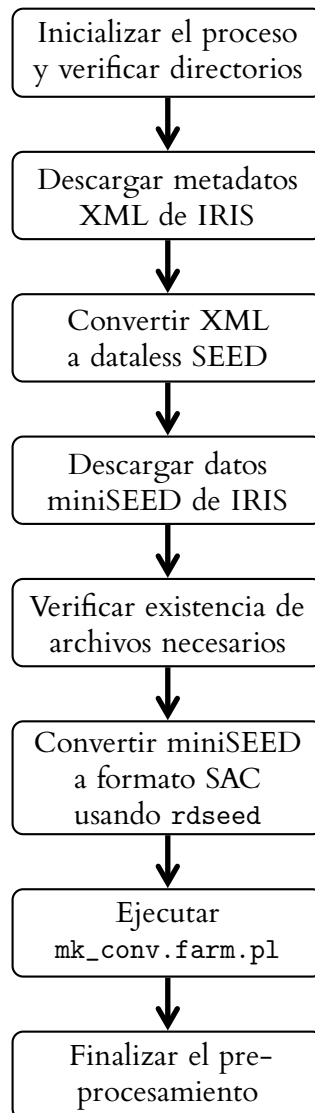 Inicializar el proceso
y verificar directorios
Descargar metadatos
XML de IRIS
Convertir XML
a dataless SEED
Descargar datos
miniSEED de IRIS
Verificar existencia de
archivos necesarios
Convertir miniSEED
a formato SAC
usando rdseed
Ejecutar
mk_conv.farm.pl
Finalizar el pre-
procesamiento